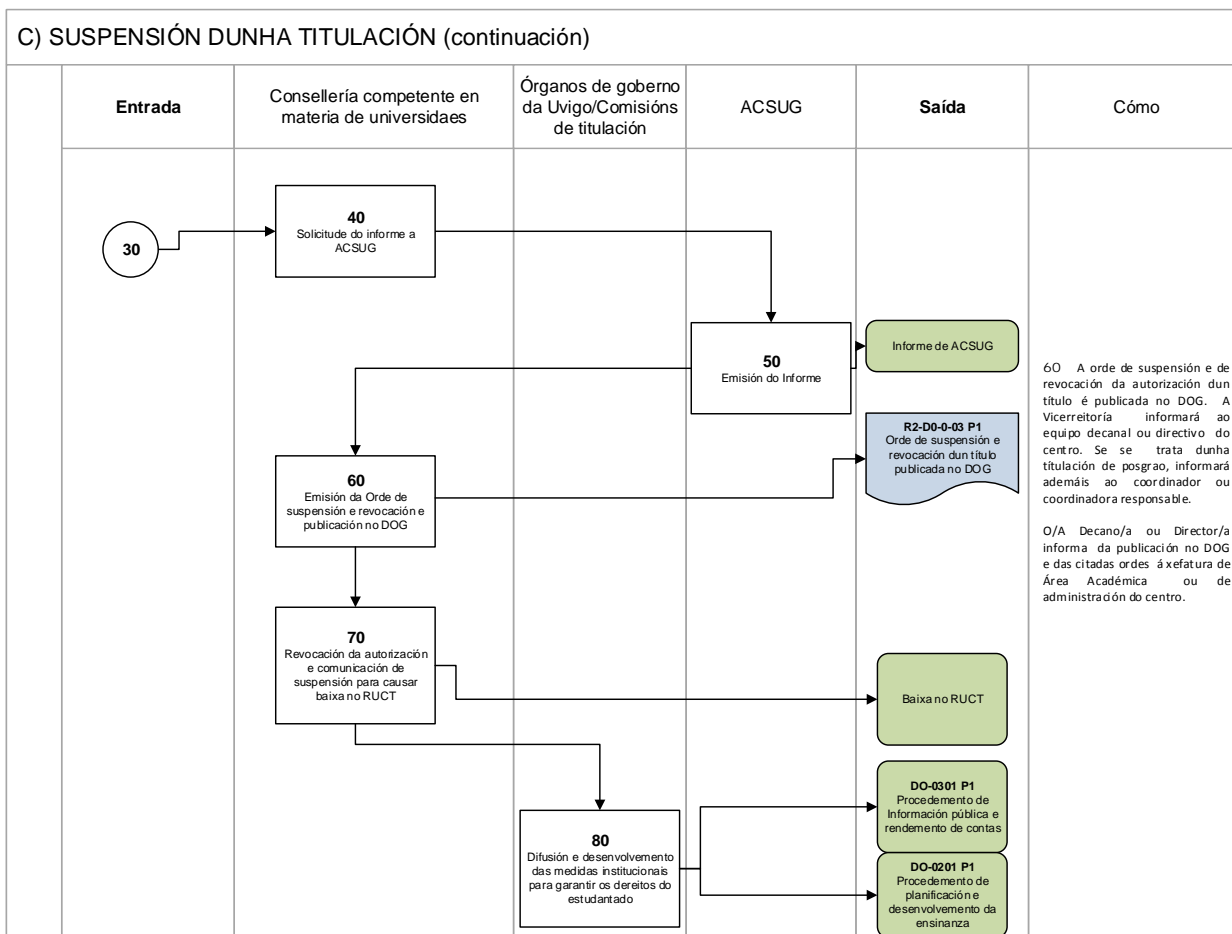 C) SUSPENSIÓN DUNHA TITULACIÓN (continuación)
Entrada
Consellería competente en
materia de universidaes
Órganos de goberno
da Uvigo/Comisións
de titulación
ACSUG
Saída
Cómo
30
40
Solicitude do informe a
ACSUG
50
Emisión do Informe
Informe de ACSUG
R2-D0-0-03 P1
Orde de suspensión e
revocación dun título
publicada no DOG
60
Emisión da Orde de
suspensión e revocación e
publicación no DOG
70
Revocación da autorización
e comunicación de
suspensión para causar
baixa no RUCT
Baixa no RUCT
80
Difusión e desenvolvemento
das medidas institucionais
para garantir os dereitos do
estudantado
DO-0301 P1
Procedemento de
Información pública e
rendemento de contas
DO-0201 P1
Procedemento de
planificación e
desenvolvemento da
ensinanza
60 A orde de suspensión e de
revocación da autorización dun
título é publicada no DOG. A
Vicerreitoría informará ao
equipo decanal ou directivo do
centro. Se se trata dunha
títulación de posgrao, informará
ademáis ao coordinador ou
coordinadora responsable.
O/A Decano/a ou Director/a
informa da publicación no DOG
e das citadas ordes á xefatura de
Área Académica ou de
administración do centro.